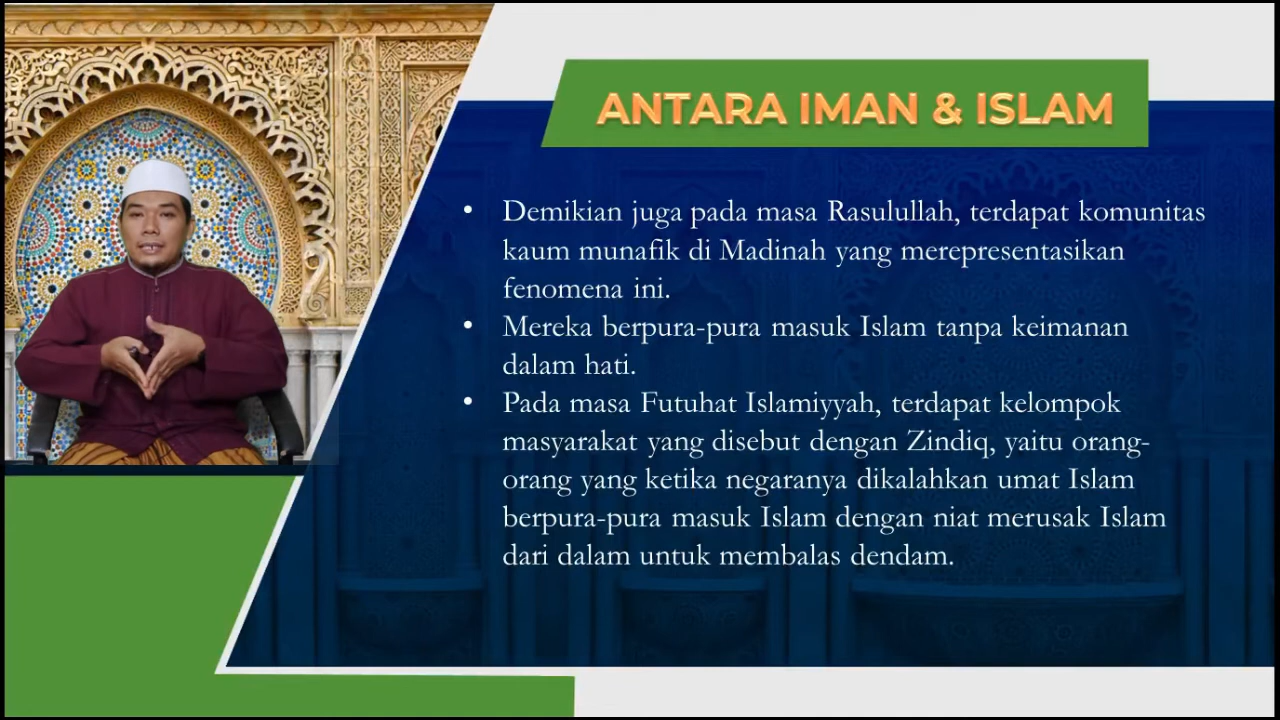 ANTARA IMAN & ISLAM
• Demikian juga pada masa Rasulullah, terdapat komunitas
kaum munafik di Madinah yang merepresentasikan
fenomena ini.
• Mereka berpura-pura masuk Islam tanpa keimanan
dalam hati.
• Pada masa Futuhat Islamiyyah, terdapat kelompok
masyarakat yang disebut dengan Zindiq, yaitu orang-
orang yang ketika negaranya dikalahkan umat Islam
berpura-pura masuk Islam dengan niat merusak Islam
dari dalam untuk membalas dendam.